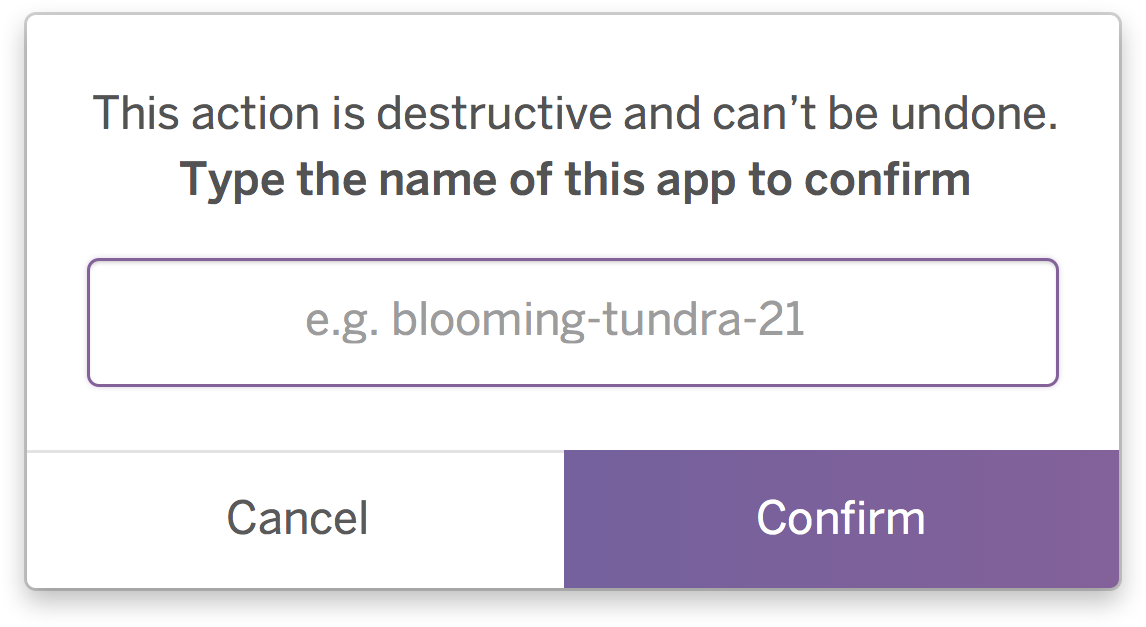 This action is destructive and can’t be undone.
Type the name of this app to confirm
e.g. blooming-tundra-21
Cancel
Confirm